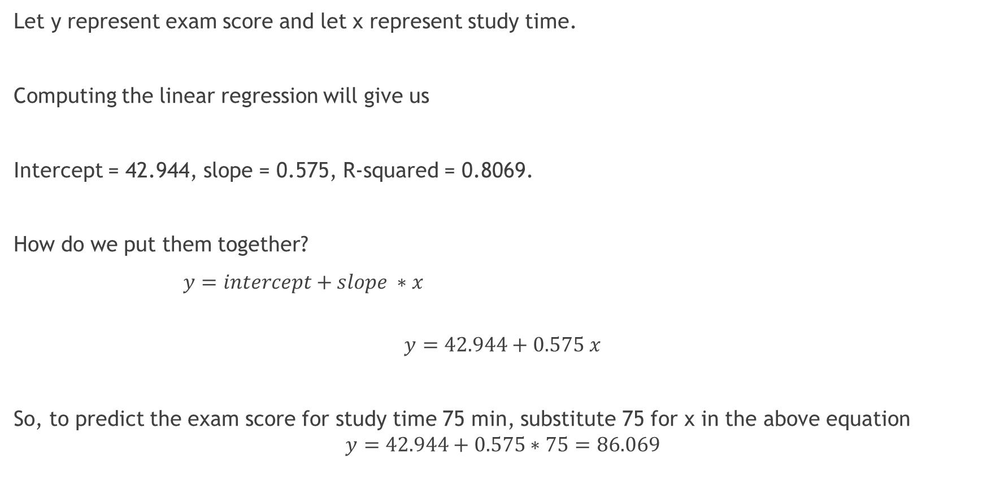 Let y represent exam score and let x represent study time.
Computing the linear regression will give us
Intercept = 42.944, slope = 0.575, R-squared = 0.8069.
How do we put them together?
y = intercept + slope * x
y = 42.944 + 0.575 x
So, to predict the exam score for study time 75 min, substitute 75 for x in the above equation
y = 42.944 + 0.575 * 75 = 86.069